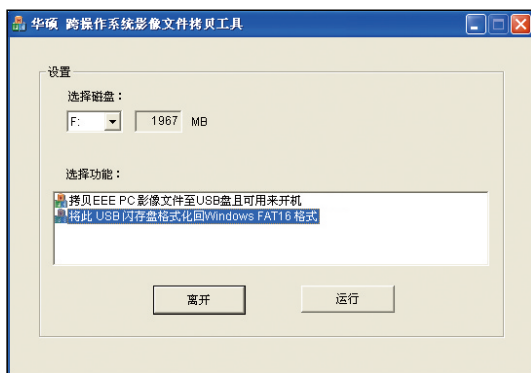 华硕 跨操作系统影像文件拷贝工具
设置
选择磁盘：
F: 1967 MB
选择功能：
拷贝EEE PC 影像文件至USB盘且可用来开机
将此 USB 闪存盘格式化回Windows FAT16 格式
离开 运行